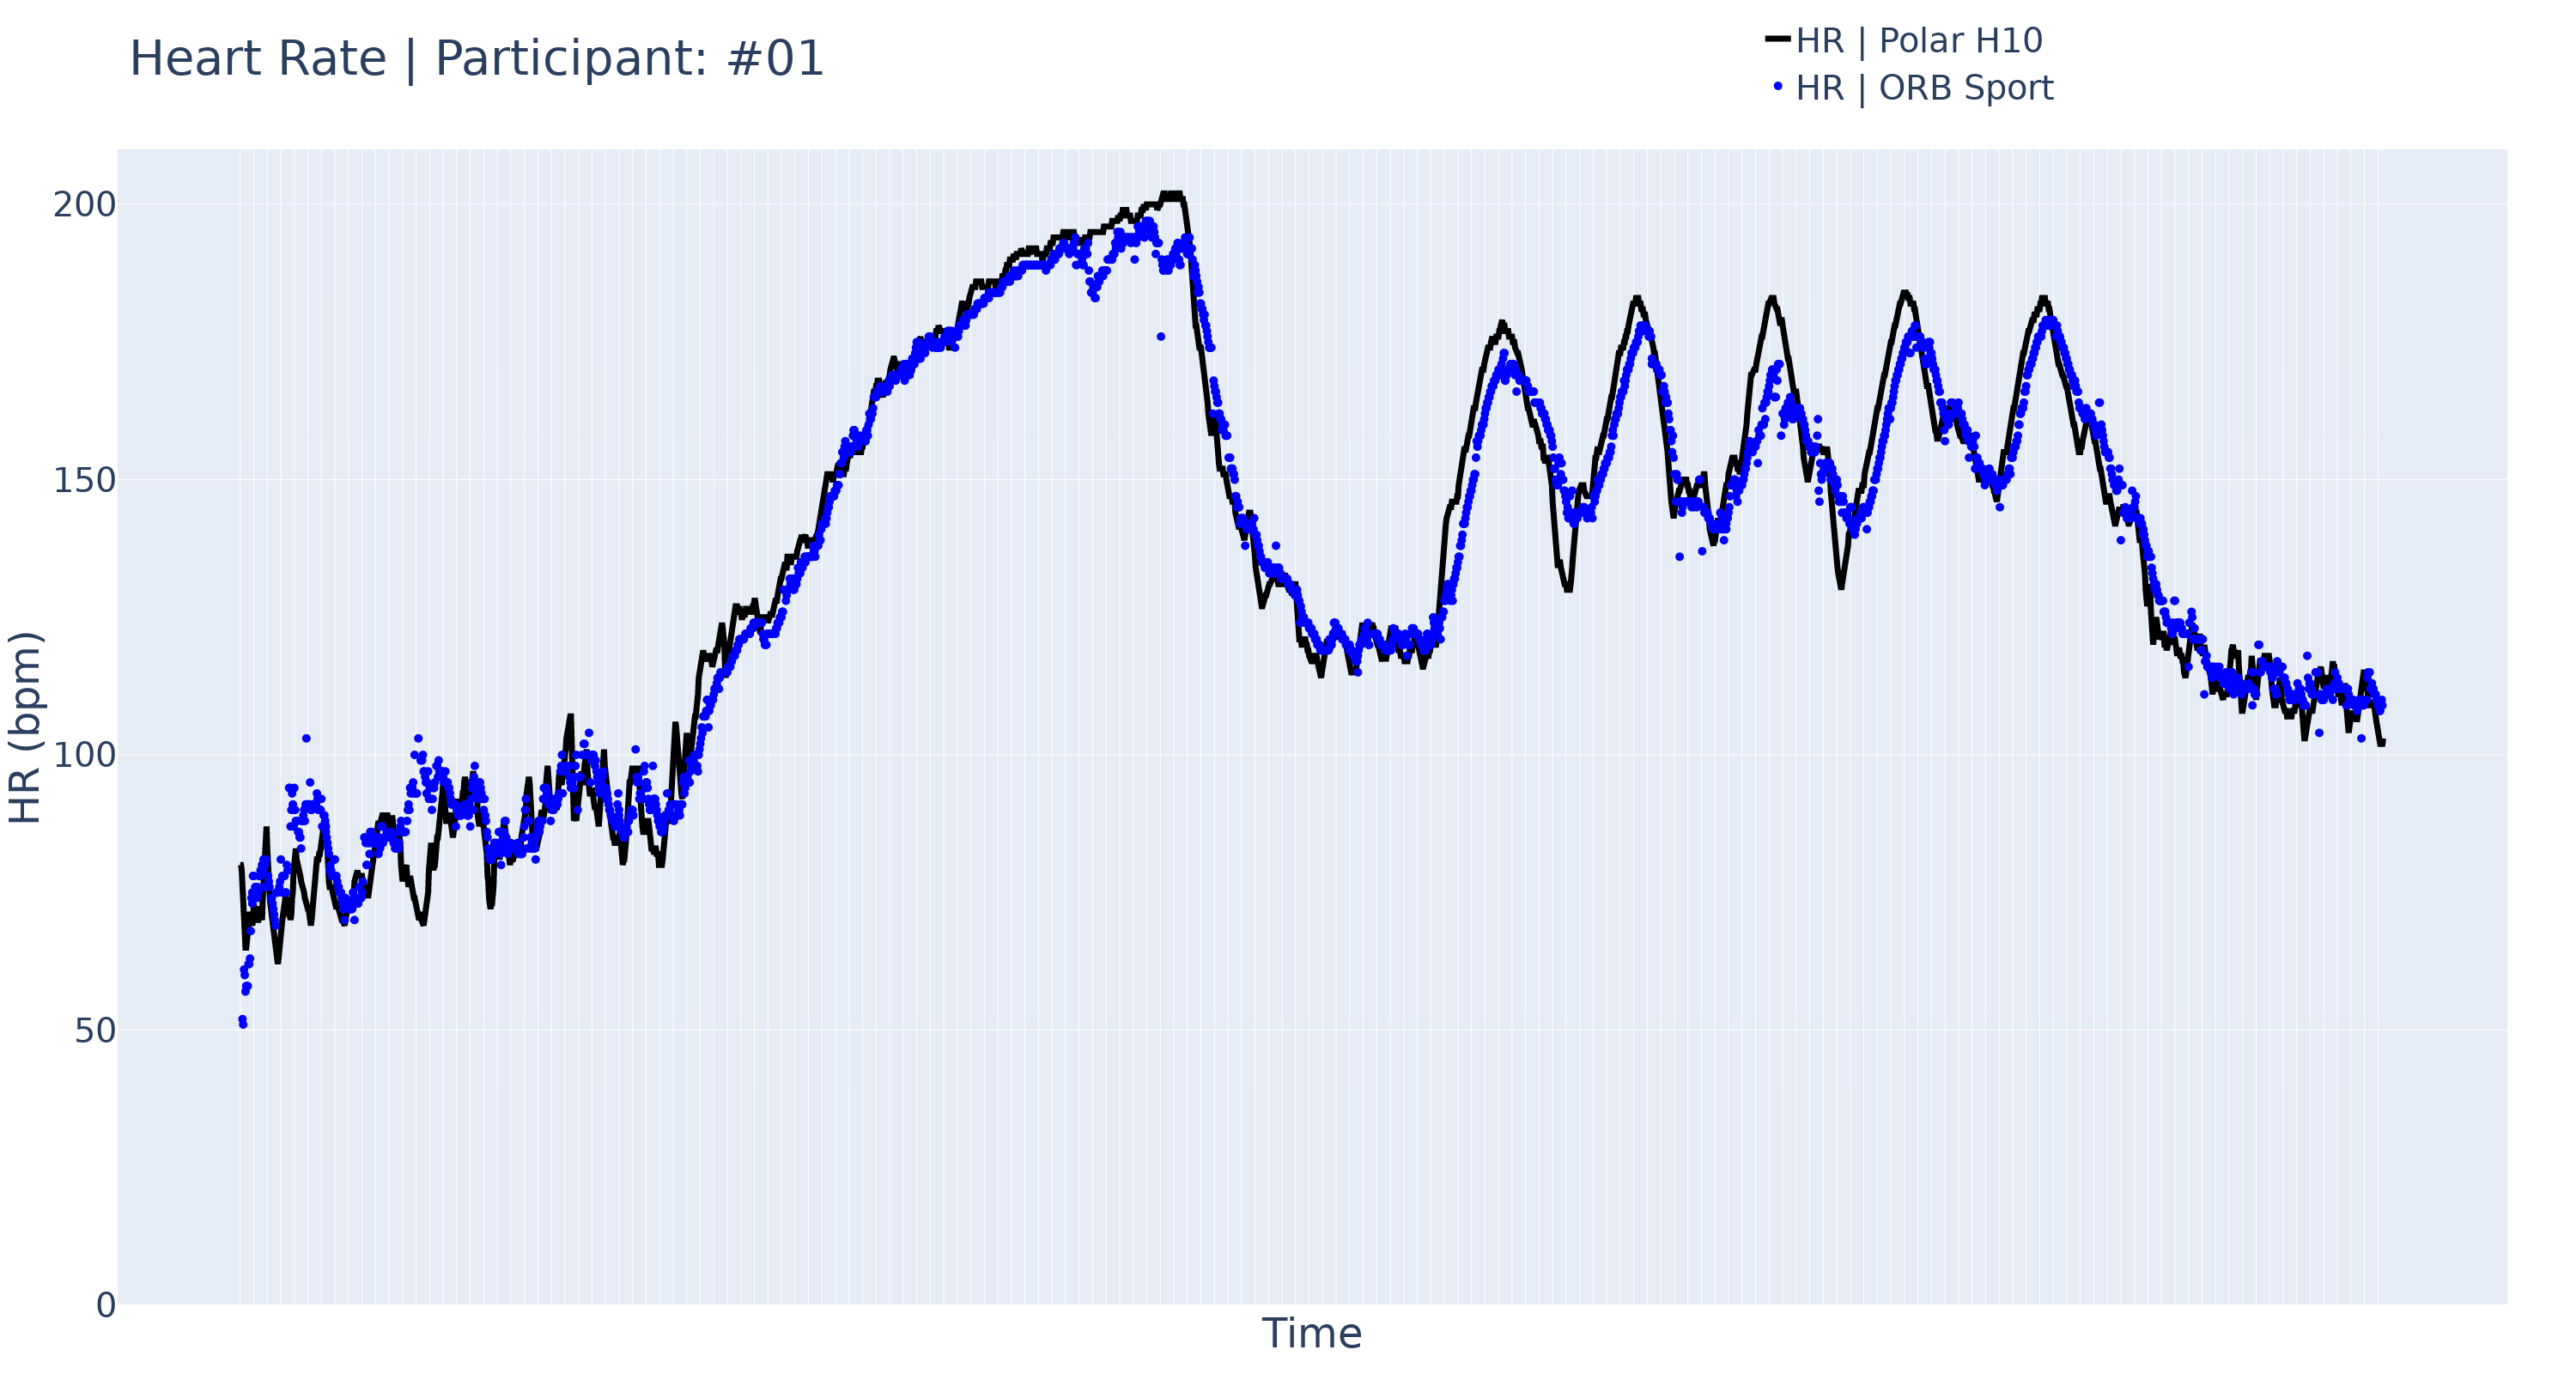 Heart Rate | Participant: #01
HR | Polar H10
HR | ORB Sport
200
150
100
50
0
HR (bpm)
Time